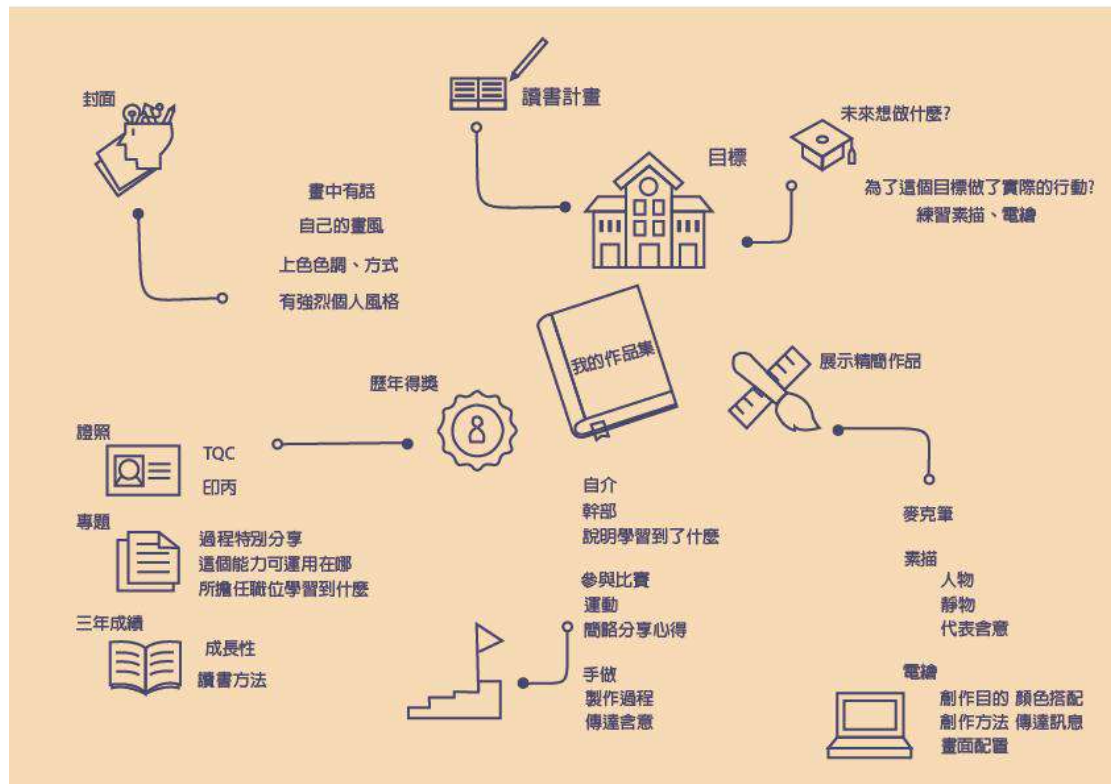 封面
畫中有話
自己的畫風
上色色調、方式
有強烈個人風格
讀書計畫
目標
未來想做什麼?
為了這個目標做了實際的行動?
練習素描、電繪
我的作品集
歷年得獎
證照
TQC
印丙
專題
過程特別分享
這個能力可運用在哪
所擔任職位學習到什麼
三年成績
成長性
讀書方法
自介
幹部
說明學習到了什麼
參與比賽
運動
簡略分享心得
手做
製作過程
傳達含意
展示精簡作品
麥克筆
素描
人物
靜物
代表含意
電繪
創作目的 顏色搭配
創作方法 傳達訊息
畫面配置